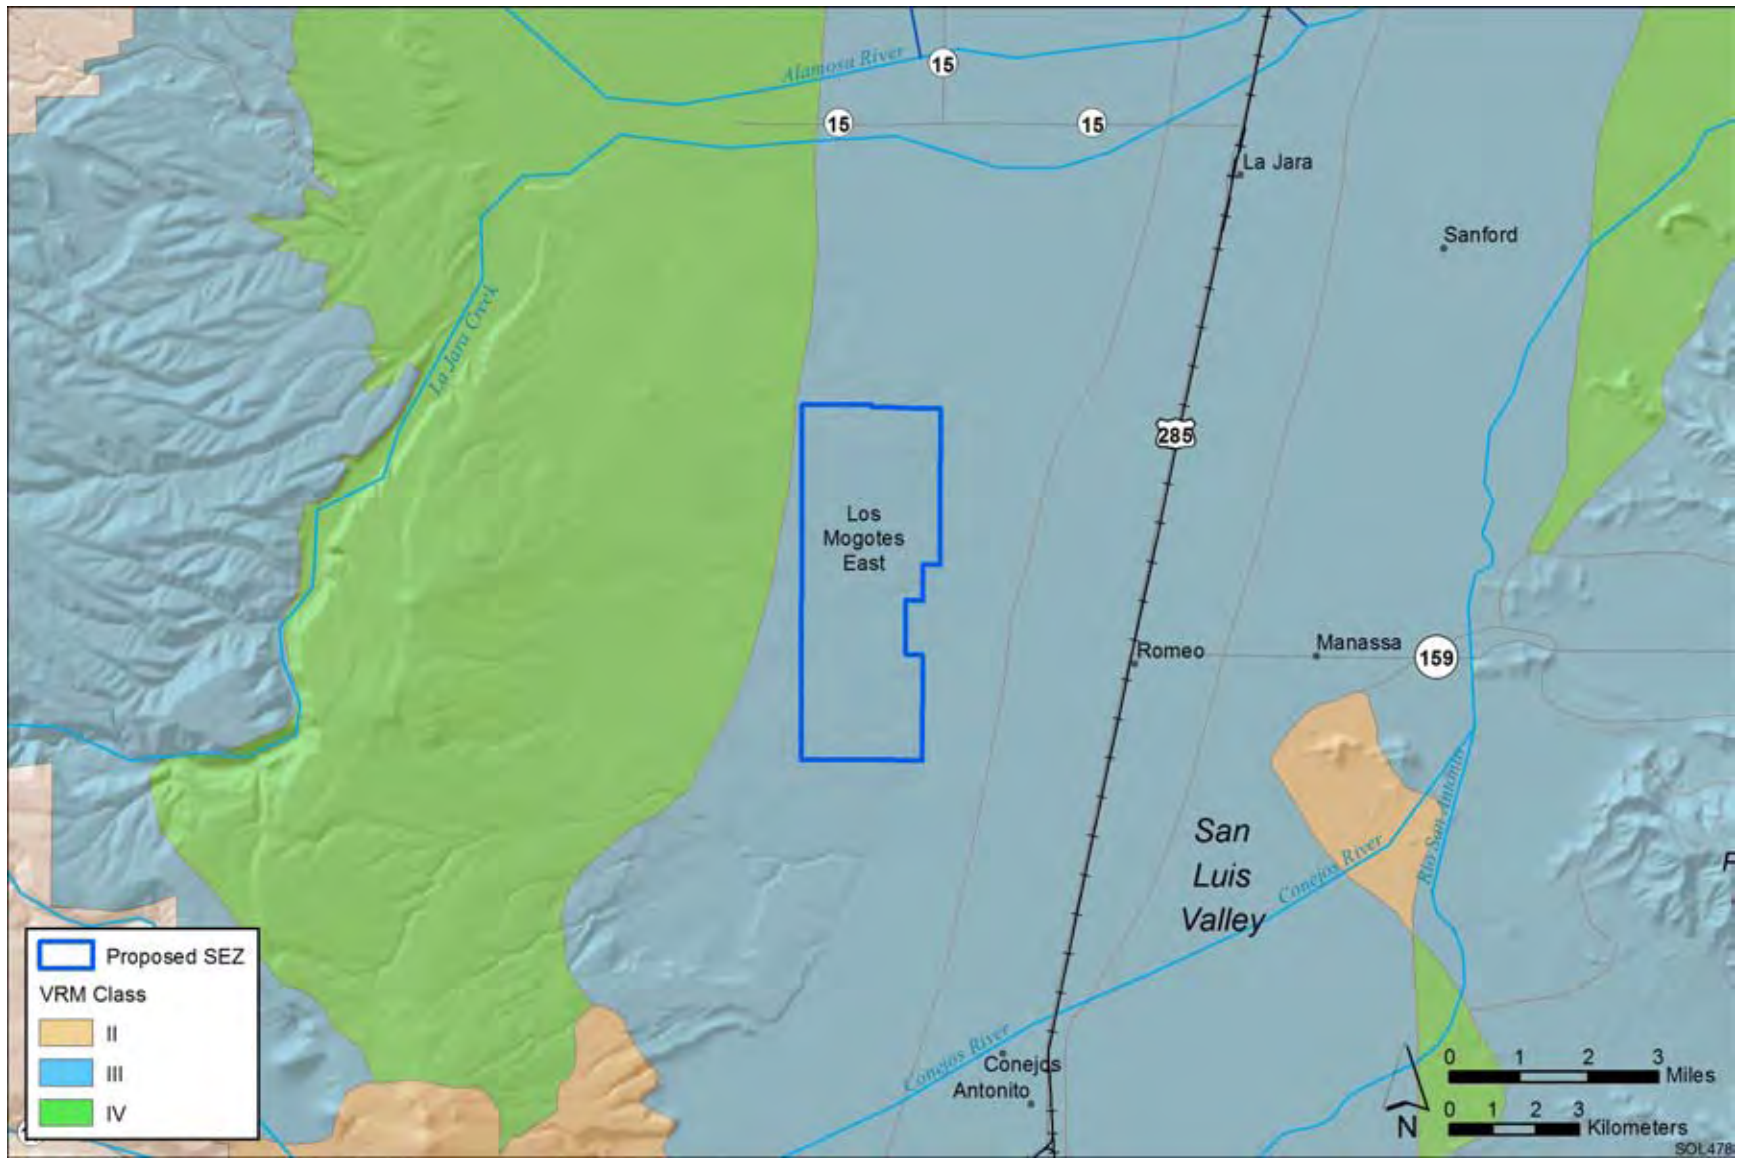 Alamosa River
15
15
15
La Jara
Sanford
La Jara Creek
285
Los
Mogotes
East
Romeo
Manassa
159
San
Luis
Valley
Conejos River
Rio San Antonio
Conejos River
Conejos
Antonito
Proposed SEZ
VRM Class
II
III
IV
0 1 2 3
Miles
0 1 2 3
Kilometers
N